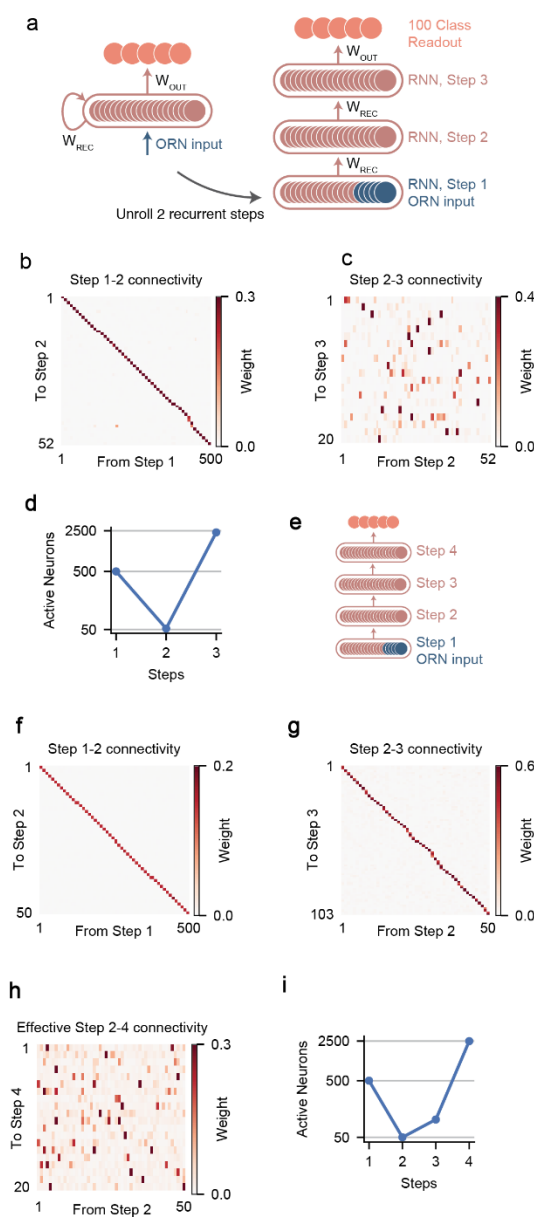 a
100 Class
Readout
W_OUT
W_OUT
RNN, Step 3
W_REC
W_REC
ORN input
RNN, Step 2
W_REC
RNN, Step 1
ORN input
Unroll 2 recurrent steps
b
Step 1-2 connectivity
1
To Step 2
52
1
From Step 1
500
0.3
Weight
0.0
c
Step 2-3 connectivity
1
To Step 3
20
1
From Step 2
52
0.4
Weight
0.0
d
Active Neurons
2500
500
50
1 2 3
Steps
e
Step 4
Step 3
Step 2
Step 1
ORN input
f
Step 1-2 connectivity
1
To Step 2
50
1
From Step 1
500
0.2
Weight
0.0
g
Step 2-3 connectivity
1
To Step 3
103
1
From Step 2
50
0.6
Weight
0.0
h
Effective Step 2-4 connectivity
1
To Step 4
20
1
From Step 2
50
0.3
Weight
0.0
i
Active Neurons
2500
500
50
1 2 3 4
Steps